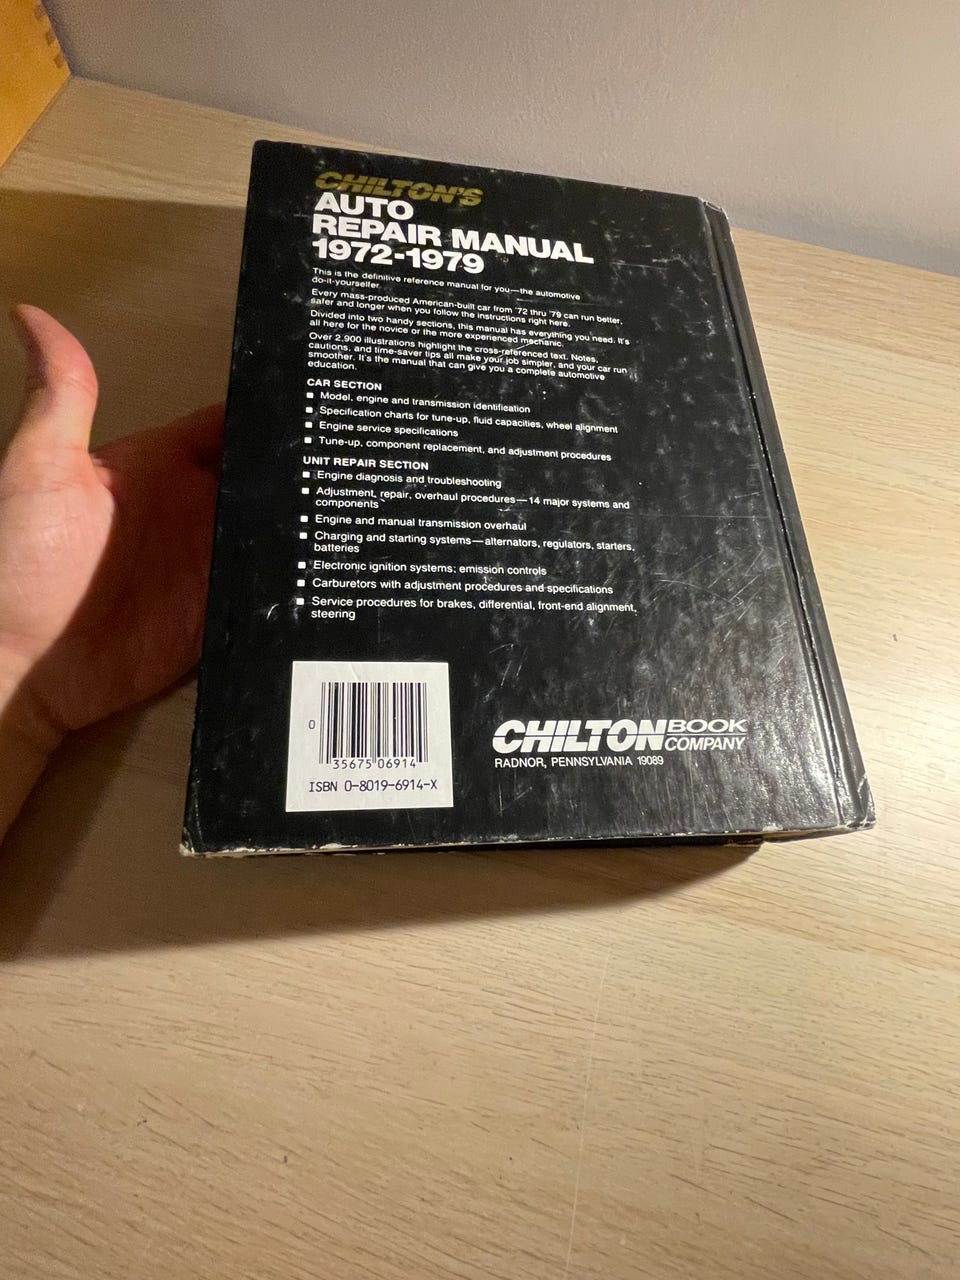 CHILTON'S
AUTO
REPAIR MANUAL
1972-1979
This is the definitive reference manual for you—the automotive
do-it-yourselfer.
Every mass-produced American-built car from '72 thru '79 can run better,
safer and longer when you follow the instructions right here.
Divided into two handy sections, this manual has everything you need. It's
all here for the novice or the more experienced mechanic.
Over 2,900 illustrations highlight the cross-referenced text. Notes,
cautions, and time-saver tips all make your job simpler, and your car run
smoother. It's the manual that can give you a complete automotive
education.
CAR SECTION
■ Model, engine and transmission identification
■ Specification charts for tune-up, fluid capacities, wheel alignment
■ Engine service specifications
■ Tune-up, component replacement, and adjustment procedures
UNIT REPAIR SECTION
■ Engine diagnosis and troubleshooting
■ Adjustment, repair, overhaul procedures—14 major systems and
components
■ Engine and manual transmission overhaul
■ Charging and starting systems—alternators, regulators, starters,
batteries
■ Electronic ignition systems; emission controls
■ Carburetors with adjustment procedures and specifications
■ Service procedures for brakes, differential, front-end alignment,
steering
0
35675 06914
ISBN 0-8019-6914-X
CHILTON BOOK
COMPANY
RADNOR, PENNSYLVANIA 19089